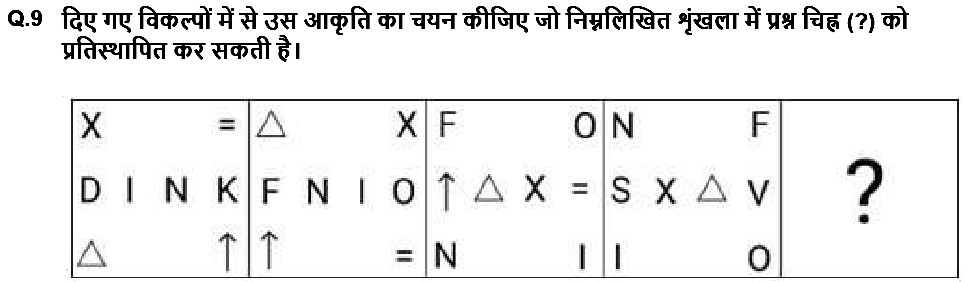 Q.9 दिए गए विकल्पों में से उस आकृति का चयन कीजिए जो निम्नलिखित शृंखला में प्रश्न चिह्न (?) को
प्रतिस्थापित कर सकती है।
X = △ X F O N F
D I N K F N I O ↑ △ X = S X △ V ?
△ ↑ ↑ = N I I O